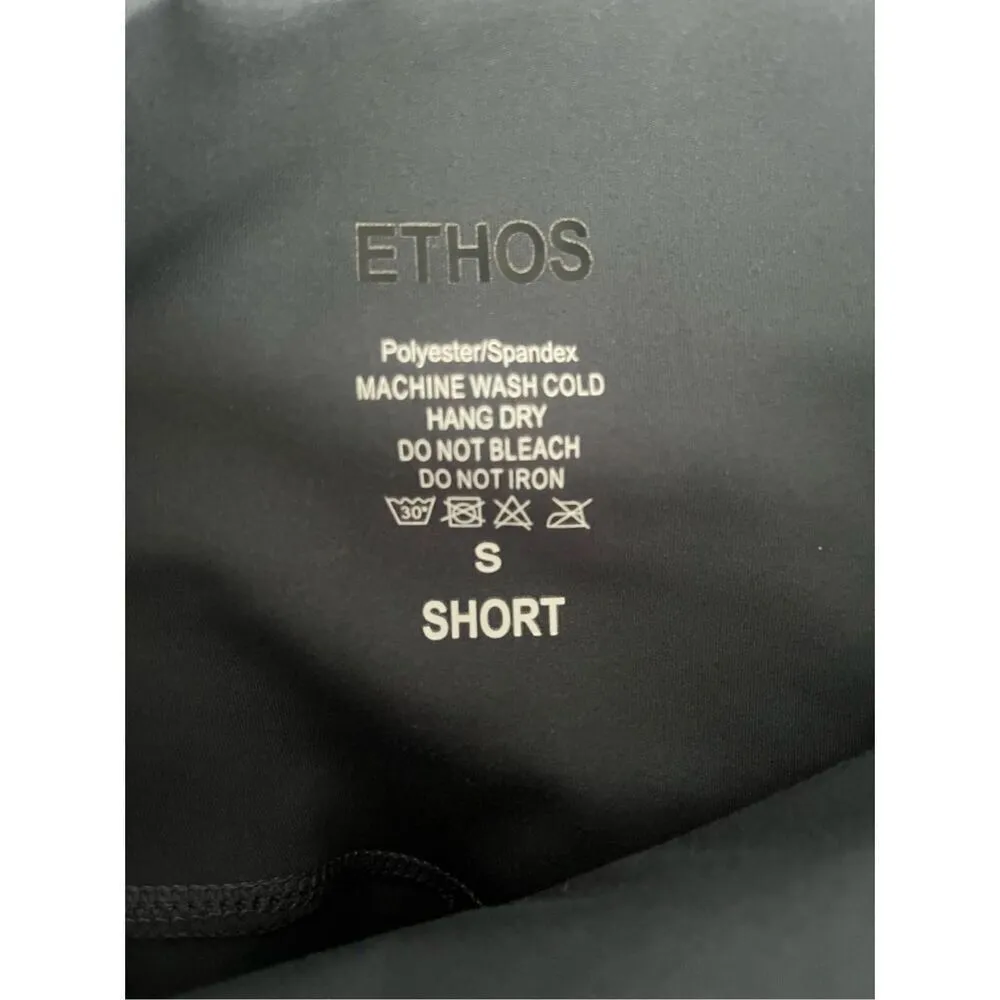 ETHOS
Polyester/Spandex
MACHINE WASH COLD
HANG DRY
DO NOT BLEACH
DO NOT IRON
30°
S
SHORT